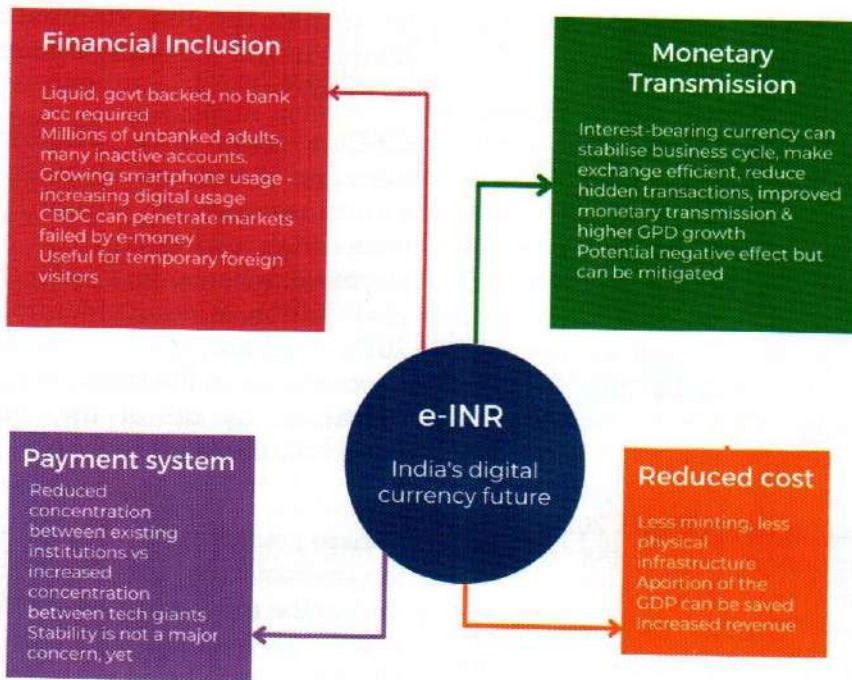 Financial Inclusion
Liquid, govt backed, no bank
acc required
Millions of unbanked adults,
many inactive accounts.
Growing smartphone usage -
increasing digital usage
CBDC can penetrate markets
failed by e-money
Useful for temporary foreign
visitors
Monetary
Transmission
Interest-bearing currency can
stabilise business cycle, make
exchange efficient, reduce
hidden transactions, improved
monetary transmission &
higher GPD growth
Potential negative effect but
can be mitigated
e-INR
India's digital
currency future
Payment system
Reduced
concentration
between existing
institutions vs
increased
concentration
between tech giants
Stability is not a major
concern, yet
Reduced cost
Less minting, less
physical
infrastructure
Aportion of the
GDP can be saved
Increased revenue